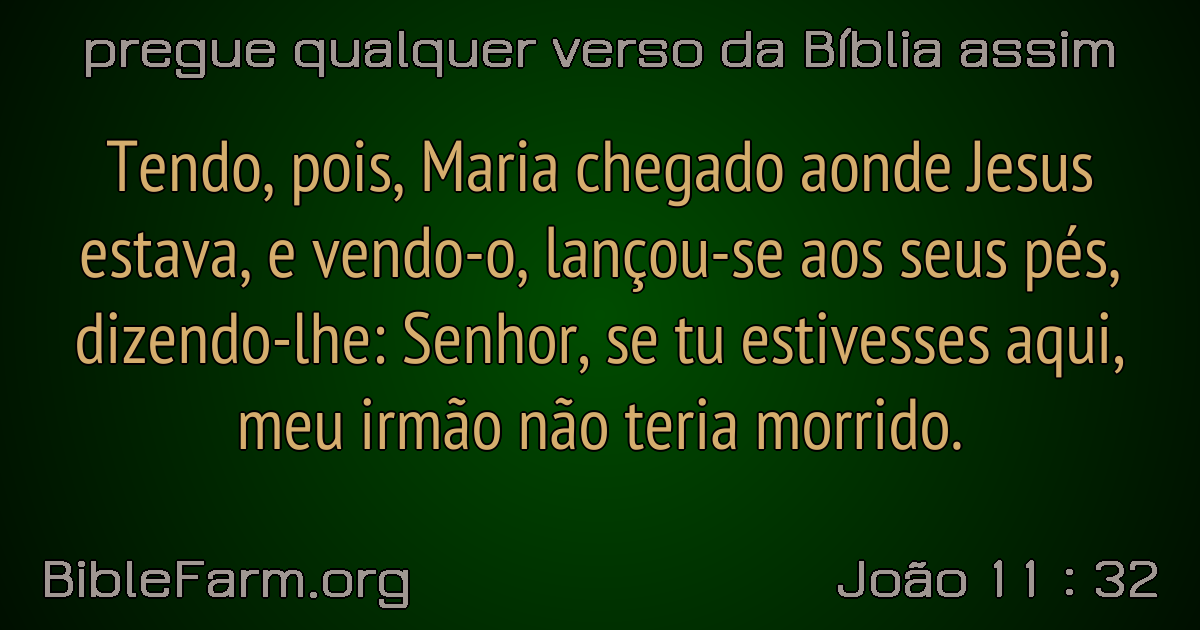 pregue qualquer verso da Bíblia assim
Tendo, pois, Maria chegado aonde Jesus
estava, e vendo-o, lançou-se aos seus pés,
dizendo-lhe: Senhor, se tu estivesses aqui,
meu irmão não teria morrido.
BibleFarm.org
João 11 : 32